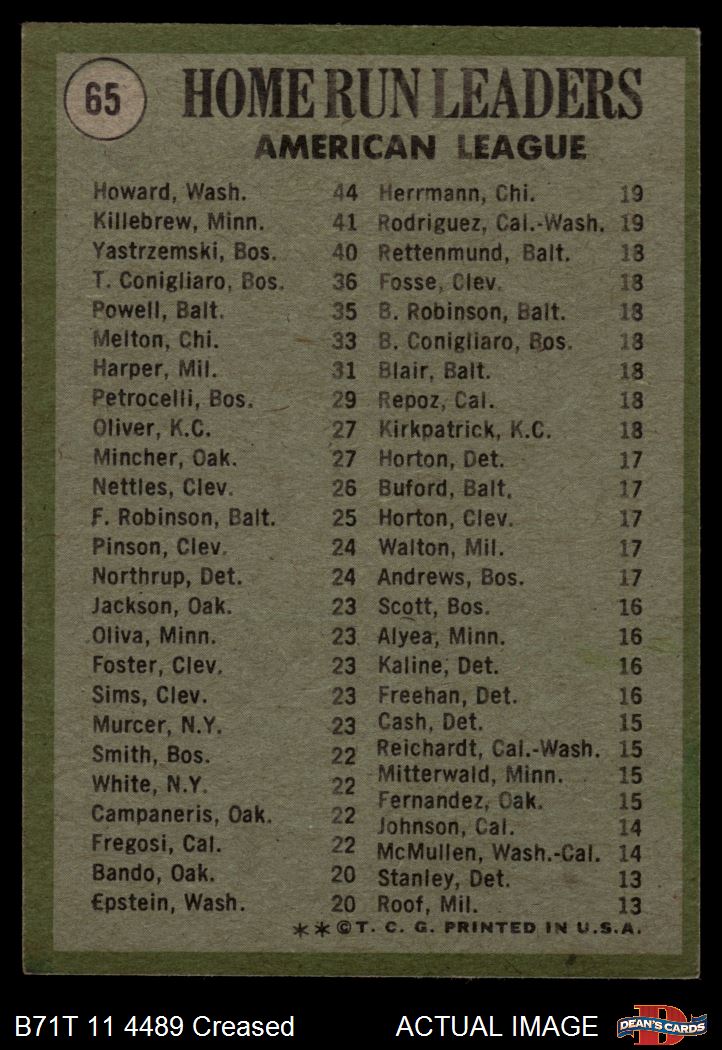 65
HOME RUN LEADERS
AMERICAN LEAGUE
Howard, Wash. 44
Killebrew, Minn. 41
Yastrzemski, Bos. 40
T. Conigliaro, Bos. 36
Powell, Balt. 35
Melton, Chi. 33
Harper, Mil. 31
Petrocelli, Bos. 29
Oliver, K.C. 27
Mincher, Oak. 27
Nettles, Clev. 26
F. Robinson, Balt. 25
Pinson, Clev. 24
Northrup, Det. 24
Jackson, Oak. 23
Oliva, Minn. 23
Foster, Clev. 23
Sims, Clev. 23
Murcer, N.Y. 23
Smith, Bos. 22
White, N.Y. 22
Campaneris, Oak. 22
Fregosi, Cal. 22
Bando, Oak. 20
Epstein, Wash. 20
Herrmann, Chi. 19
Rodriguez, Cal.-Wash. 19
Rettenmund, Balt. 18
Fosse, Clev. 18
B. Robinson, Balt. 18
B. Conigliaro, Bos. 18
Blair, Balt. 18
Repoz, Cal. 18
Kirkpatrick, K.C. 18
Horton, Det. 17
Buford, Balt. 17
Horton, Clev. 17
Walton, Mil. 17
Andrews, Bos. 17
Scott, Bos. 16
Alyea, Minn. 16
Kaline, Det. 16
Freehan, Det. 16
Cash, Det. 15
Reichardt, Cal.-Wash. 15
Mitterwald, Minn. 15
Fernandez, Oak. 15
Johnson, Cal. 14
McMullen, Wash.-Cal. 14
Stanley, Det. 13
Roof, Mil. 13
**©T. C. G. PRINTED IN U.S.A.
B71T 11 4489 Creased
ACTUAL IMAGE
D
DEAN'S CARDS